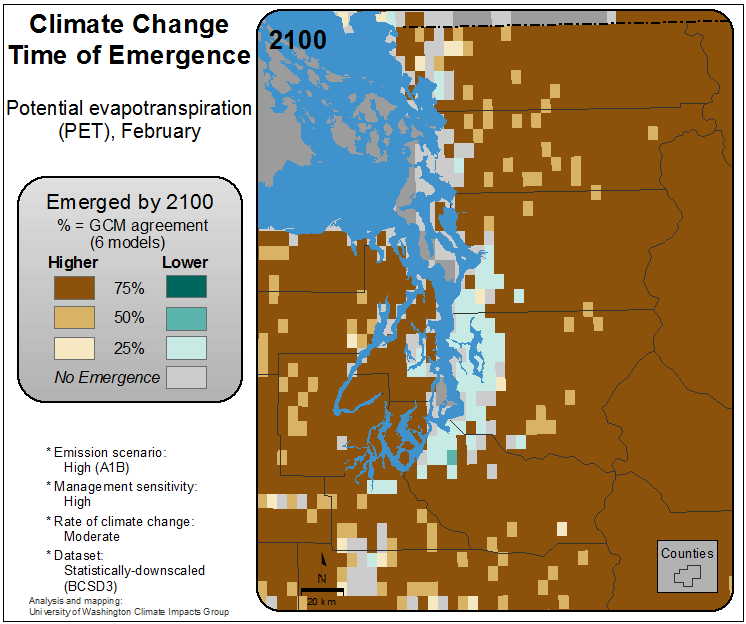 Climate Change
Time of Emergence
Potential evapotranspiration
(PET), February
Emerged by 2100
% = GCM agreement
(6 models)
Higher Lower
75%
50%
25%
No Emergence
* Emission scenario:
High (A1B)
* Management sensitivity:
High
* Rate of climate change:
Moderate
* Dataset:
Statistically-downscaled
(BCSD3)
Analysis and mapping:
University of Washington Climate Impacts Group
2100
N
20 km
Counties